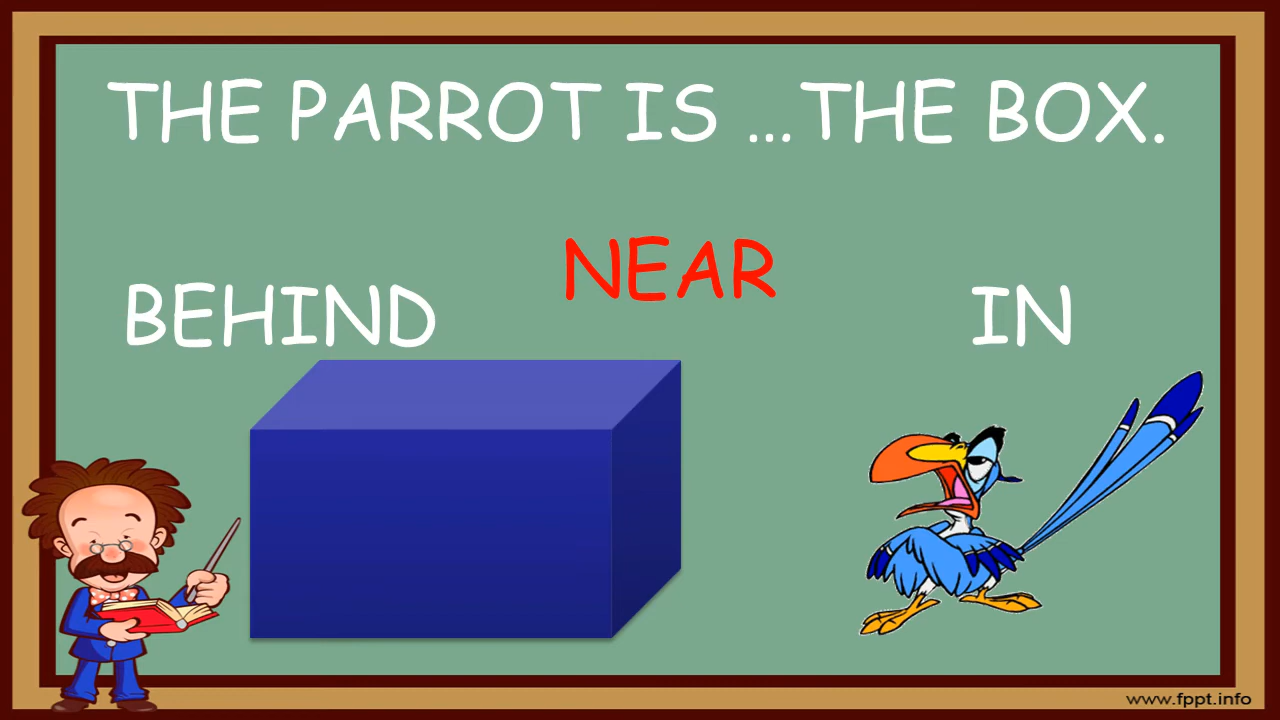 THE PARROT IS ...THE BOX.
NEAR
BEHIND
IN
www.fppt.info